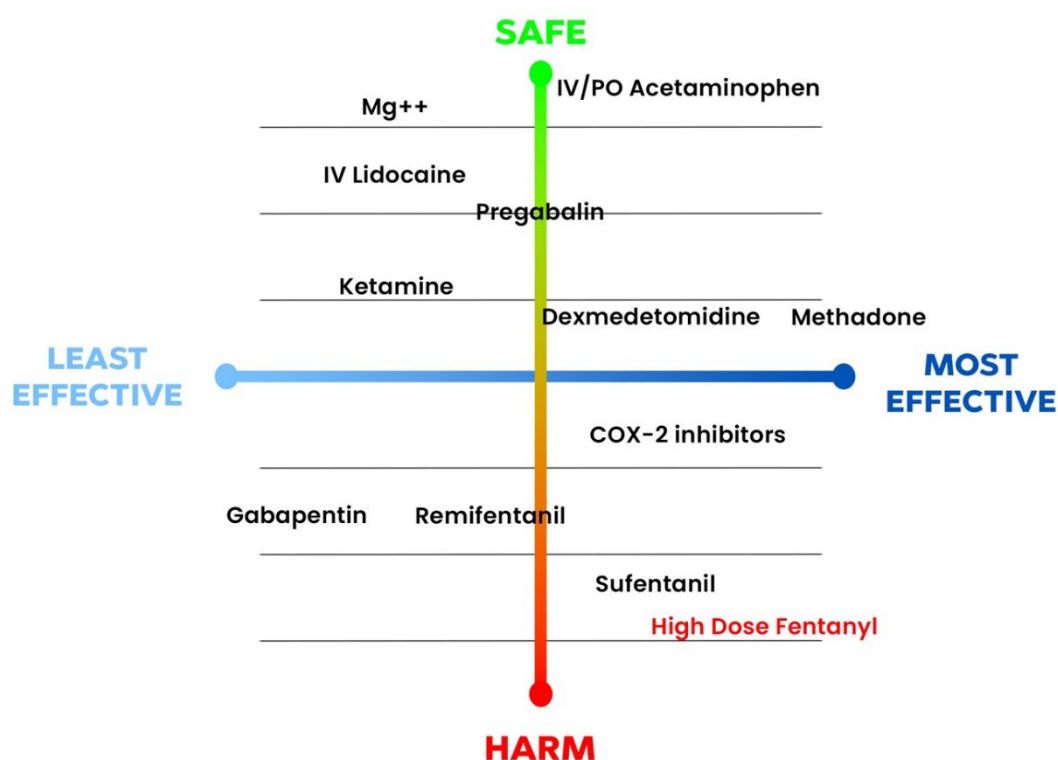 SAFE
IV/PO Acetaminophen
Mg++
IV Lidocaine
Pregabalin
Ketamine
Dexmedetomidine
Methadone
LEAST
EFFECTIVE
MOST
EFFECTIVE
COX-2 inhibitors
Gabapentin
Remifentanil
Sufentanil
High Dose Fentanyl
HARM